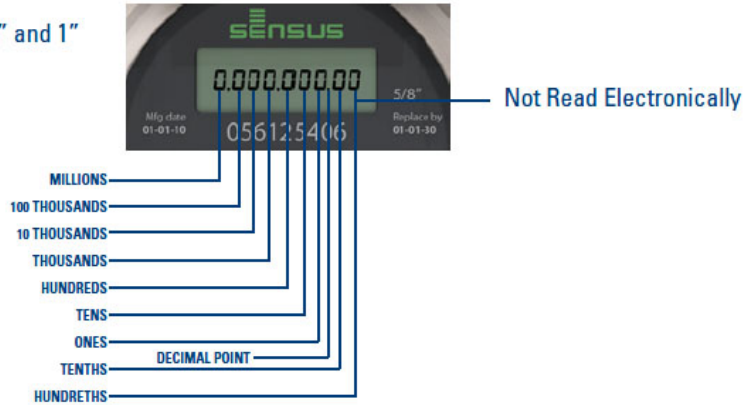 ″ and 1″
sensus
0.000.000.00
5/8″
Not Read Electronically
Mfg date
01-01-10
056125406
Replace by
01-01-30
MILLIONS
100 THOUSANDS
10 THOUSANDS
THOUSANDS
HUNDREDS
TENS
ONES
DECIMAL POINT
TENTHS
HUNDRETHS